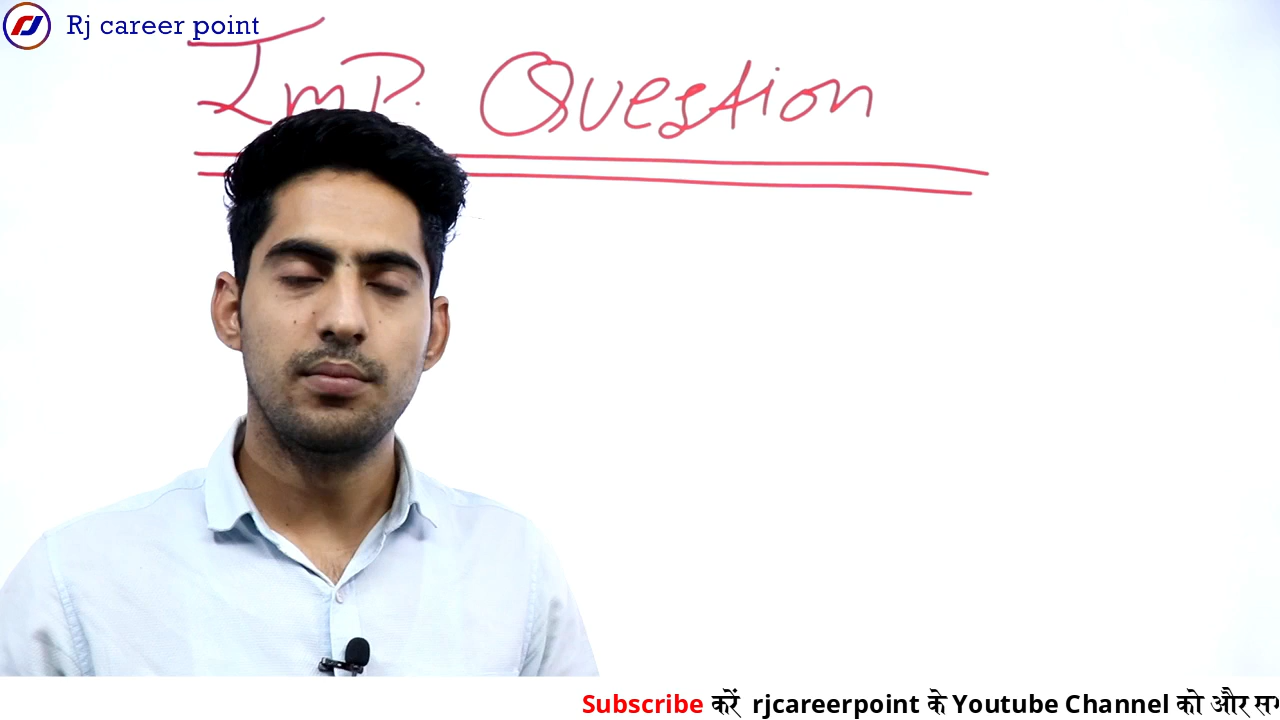 Rj career point
Imp. Question
Subscribe करें rjcareerpoint के Youtube Channel को और